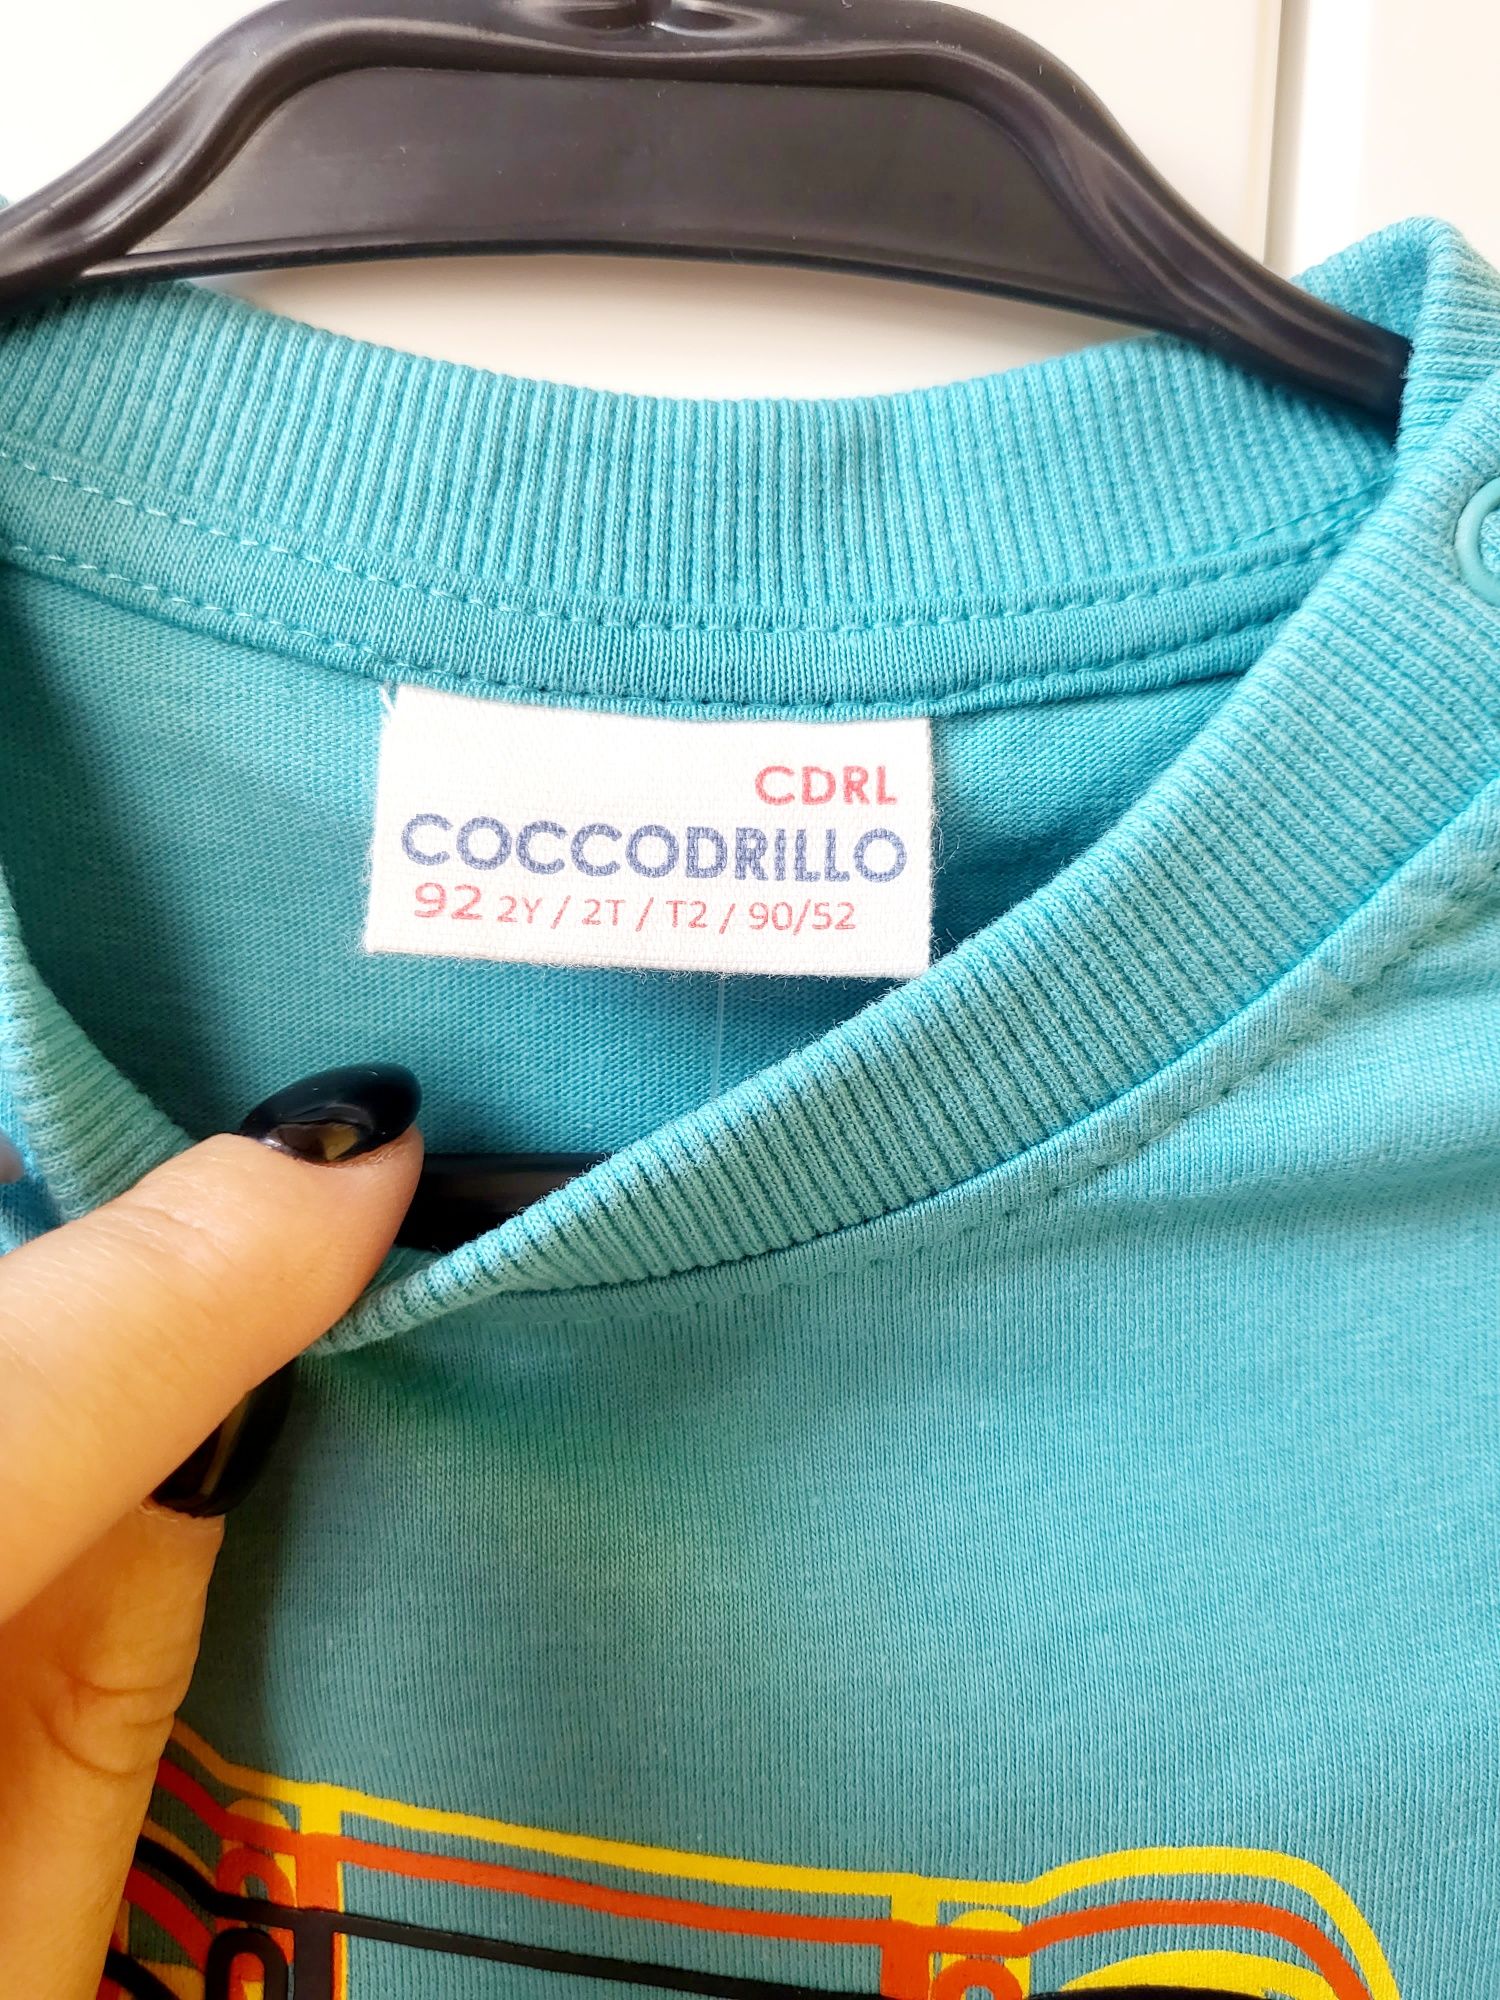 CDRL
COCCODRILLO
92 2Y / 2T / T2 / 90/52